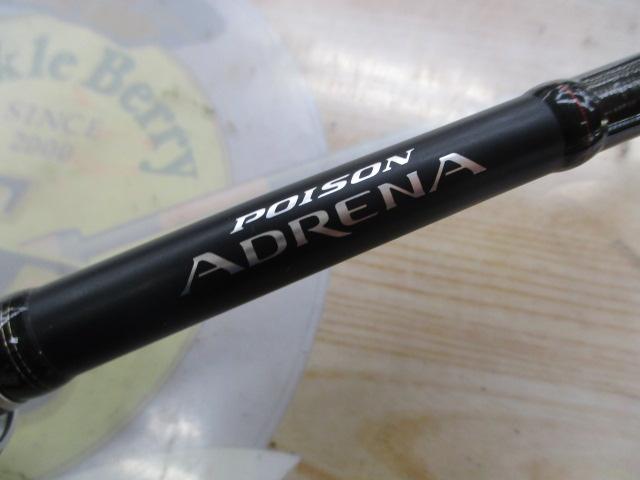 POISON
ADRENA
kle Berry
SINCE
2000